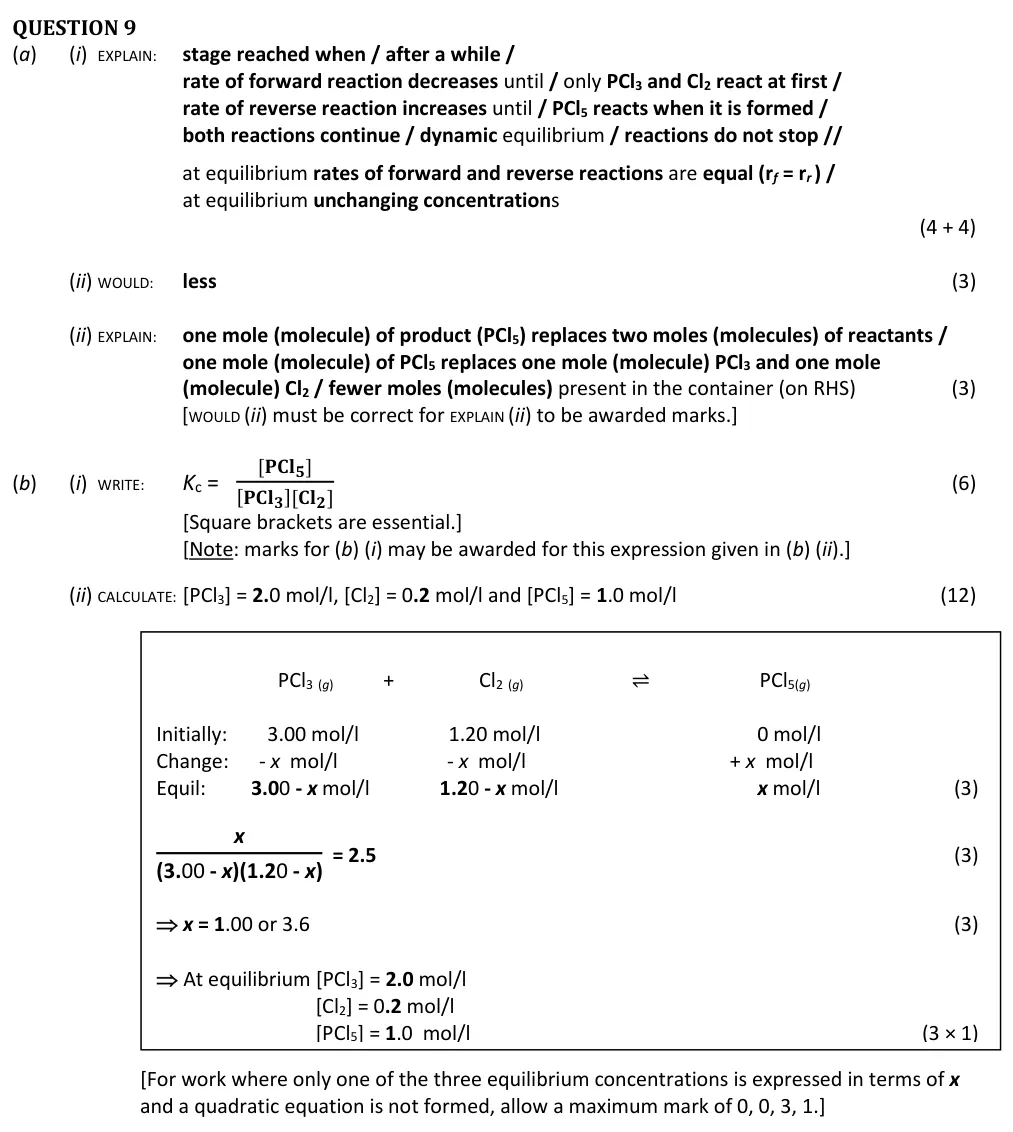 QUESTION 9
(a) (i) EXPLAIN: stage reached when / after a while /
rate of forward reaction decreases until / only PCl₃ and Cl₂ react at first /
rate of reverse reaction increases until / PCl₅ reacts when it is formed /
both reactions continue / dynamic equilibrium / reactions do not stop //
at equilibrium rates of forward and reverse reactions are equal (r_f = r_r) /
at equilibrium unchanging concentrations
(4 + 4)
(ii) WOULD: less (3)
(ii) EXPLAIN: one mole (molecule) of product (PCl₅) replaces two moles (molecules) of reactants /
one mole (molecule) of PCl₅ replaces one mole (molecule) PCl₃ and one mole
(molecule) Cl₂ / fewer moles (molecules) present in the container (on RHS) (3)
[WOULD (ii) must be correct for EXPLAIN (ii) to be awarded marks.]
(b) (i) WRITE: K_c = [PCl₅] / [PCl₃][Cl₂] (6)
[Square brackets are essential.]
[Note: marks for (b) (i) may be awarded for this expression given in (b) (ii).]
(ii) CALCULATE: [PCl₃] = 2.0 mol/l, [Cl₂] = 0.2 mol/l and [PCl₅] = 1.0 mol/l (12)
PCl₃ (g) + Cl₂ (g) ⇌ PCl₅(g)
Initially: 3.00 mol/l 1.20 mol/l 0 mol/l
Change: - x mol/l - x mol/l + x mol/l
Equil: 3.00 - x mol/l 1.20 - x mol/l x mol/l (3)
x / (3.00 - x)(1.20 - x) = 2.5 (3)
⇒ x = 1.00 or 3.6 (3)
⇒ At equilibrium [PCl₃] = 2.0 mol/l
[Cl₂] = 0.2 mol/l
[PCl₅] = 1.0 mol/l (3 × 1)
[For work where only one of the three equilibrium concentrations is expressed in terms of x
and a quadratic equation is not formed, allow a maximum mark of 0, 0, 3, 1.]